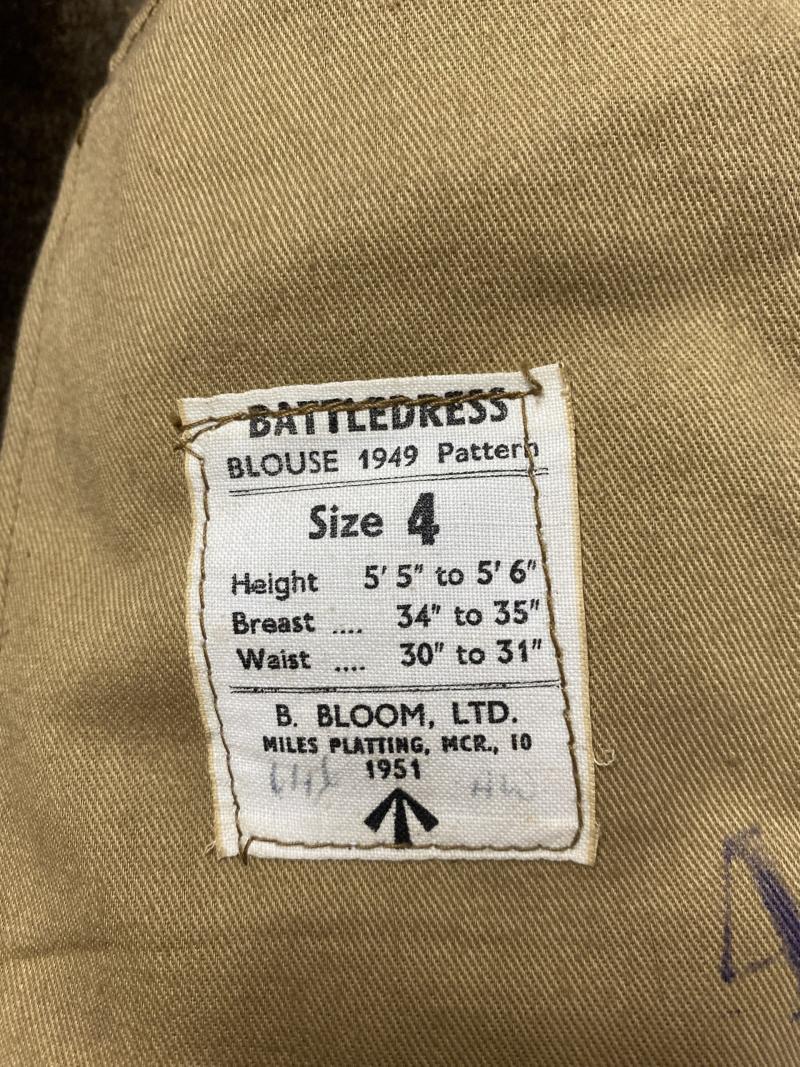 BATTLEDRESS
BLOUSE 1949 Pattern
Size 4
Height 5' 5" to 5' 6"
Breast .... 34" to 35"
Waist .... 30" to 31"
B. BLOOM, LTD.
MILES PLATTING, MCR., 10
1951
A